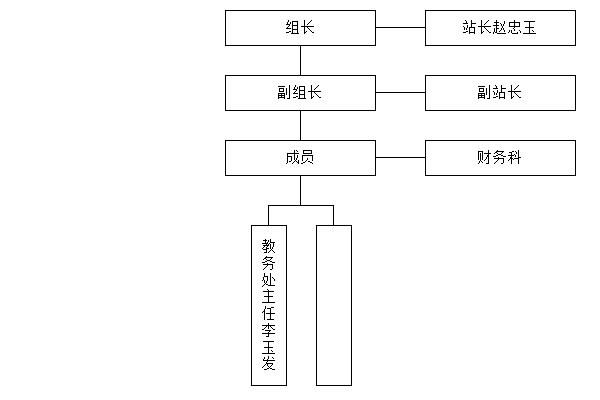 组长
站长赵忠玉
副组长
副站长
成员
财务科
教务处主任李玉发